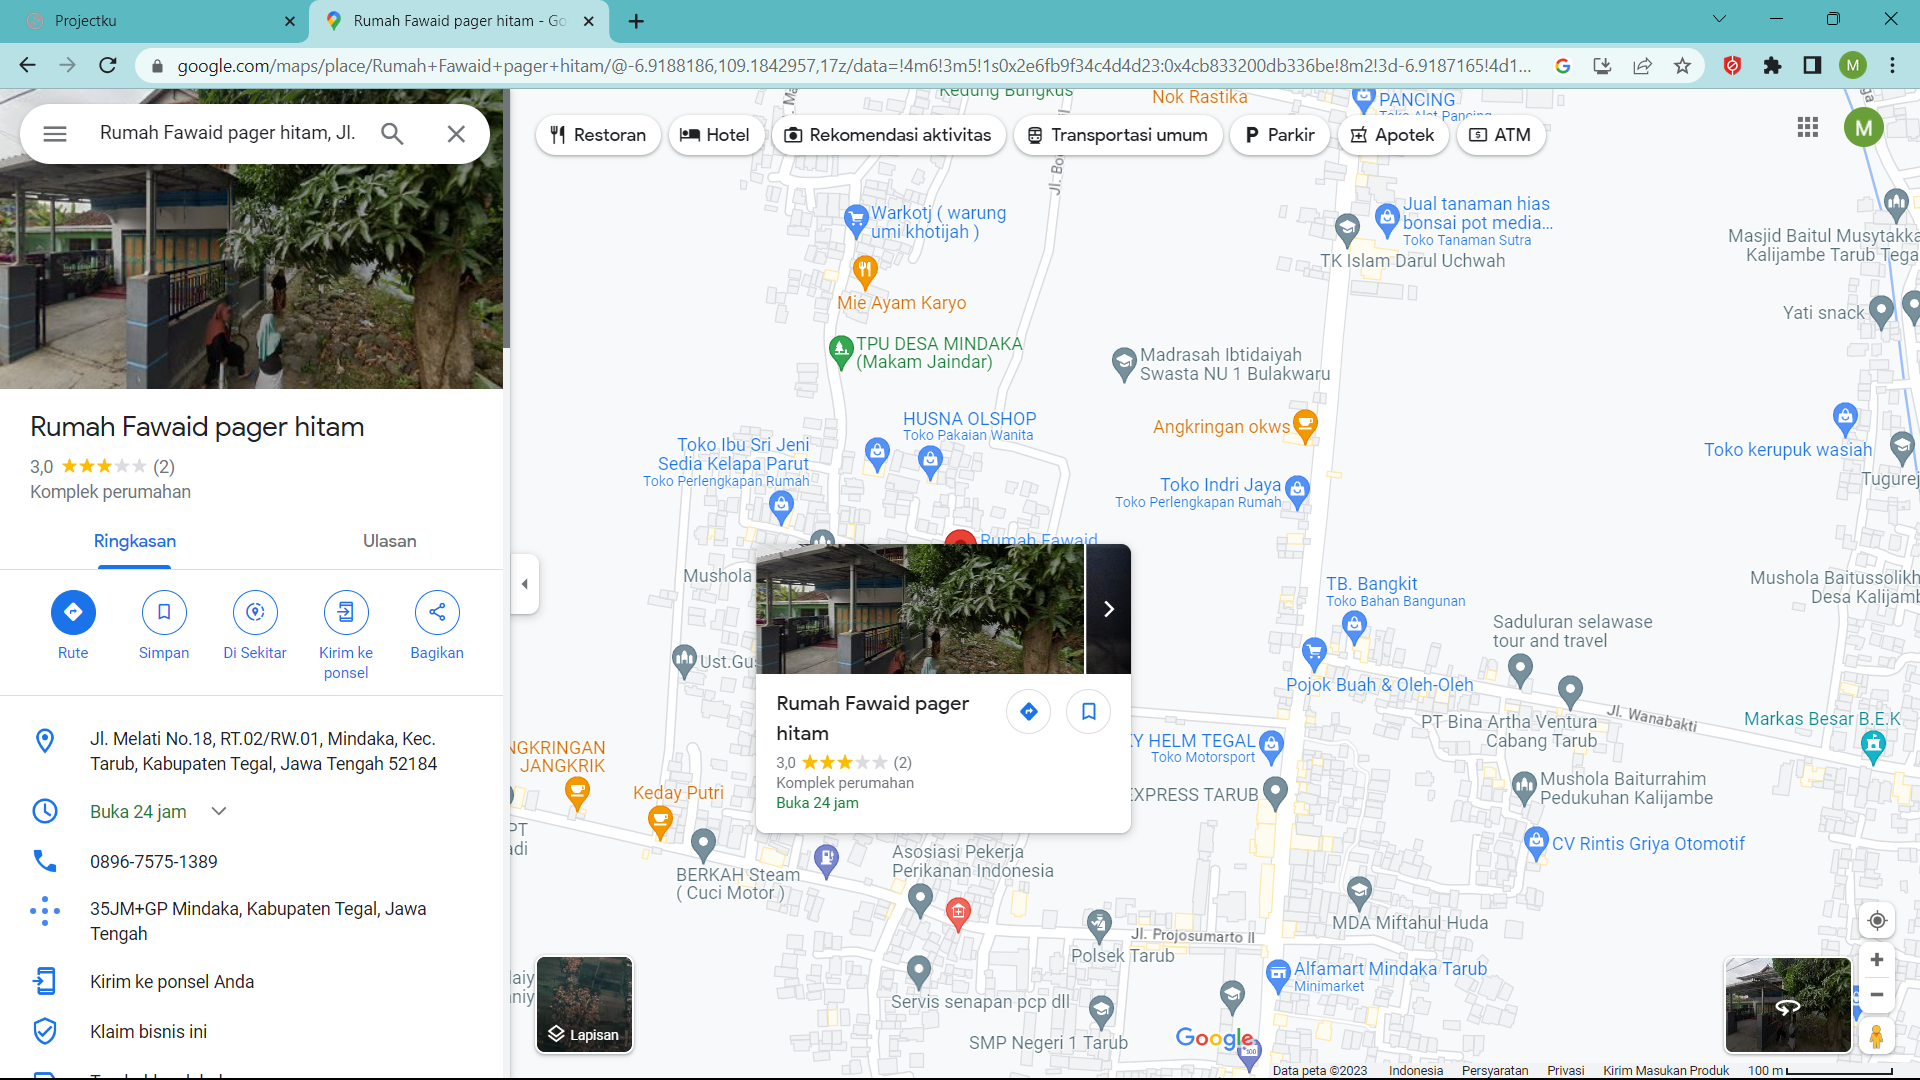 Projectku
Rumah Fawaid pager hitam - Go
google.com/maps/place/Rumah+Fawaid+pager+hitam/@-6.9188186,109.1842957,17z/data=!4m6!3m5!1s0x2e6fb9f34c4d4d23:0x4cb833200db336be!8m2!3d-6.9187165!4d1...
M
Rumah Fawaid pager hitam, Jl.
Restoran
Hotel
Rekomendasi aktivitas
Transportasi umum
P Parkir
Apotek
ATM
M
Rumah Fawaid pager hitam
3,0 (2)
Komplek perumahan
Ringkasan
Ulasan
Rute
Simpan
Di Sekitar
Kirim ke
ponsel
Bagikan
Jl. Melati No.18, RT.02/RW.01, Mindaka, Kec.
Tarub, Kabupaten Tegal, Jawa Tengah 52184
Buka 24 jam
0896-7575-1389
35JM+GP Mindaka, Kabupaten Tegal, Jawa
Tengah
Kirim ke ponsel Anda
Klaim bisnis ini
Kedung Bungkus
Nok Rastika
PANCING
Toko Alat Pancing
Jl. Bo
Warkotj ( warung
umi khotijah )
Mie Ayam Karyo
TPU DESA MINDAKA
(Makam Jaindar)
Jual tanaman hias
bonsai pot media...
Toko Tanaman Sutra
TK Islam Darul Uchwah
Masjid Baitul Musytakka
Kalijambe Tarub Tega
Yati snack
Madrasah Ibtidaiyah
Swasta NU 1 Bulakwaru
Angkringan okws
HUSNA OLSHOP
Toko Pakaian Wanita
Toko Ibu Sri Jeni
Sedia Kelapa Parut
Toko Perlengkapan Rumah
Toko Indri Jaya
Toko Perlengkapan Rumah
Toko kerupuk wasiah
Tugurej
Rumah Fawaid
Mushola
Ust.Gus
TB. Bangkit
Toko Bahan Bangunan
Mushola Baitussolikh
Desa Kalijamb
Saduluran selawase
tour and travel
Pojok Buah & Oleh-Oleh
PT Bina Artha Ventura
Cabang Tarub
Jl. Wanabakti
Markas Besar B.E.K
Rumah Fawaid pager
hitam
3,0 (2)
Komplek perumahan
Buka 24 jam
KY HELM TEGAL
Toko Motorsport
EXPRESS TARUB
NGKRINGAN
JANGKRIK
Keday Putri
Mushola Baiturrahim
Pedukuhan Kalijambe
CV Rintis Griya Otomotif
PT
adi
BERKAH Steam
( Cuci Motor )
Asosiasi Pekerja
Perikanan Indonesia
MDA Miftahul Huda
Jl. Projosumarto II
Polsek Tarub
Alfamart Mindaka Tarub
Minimarket
Servis senapan pcp dll
SMP Negeri 1 Tarub
Lapisan
Google
Data peta ©2023
Indonesia
Persyaratan
Privasi
Kirim Masukan Produk
100 m